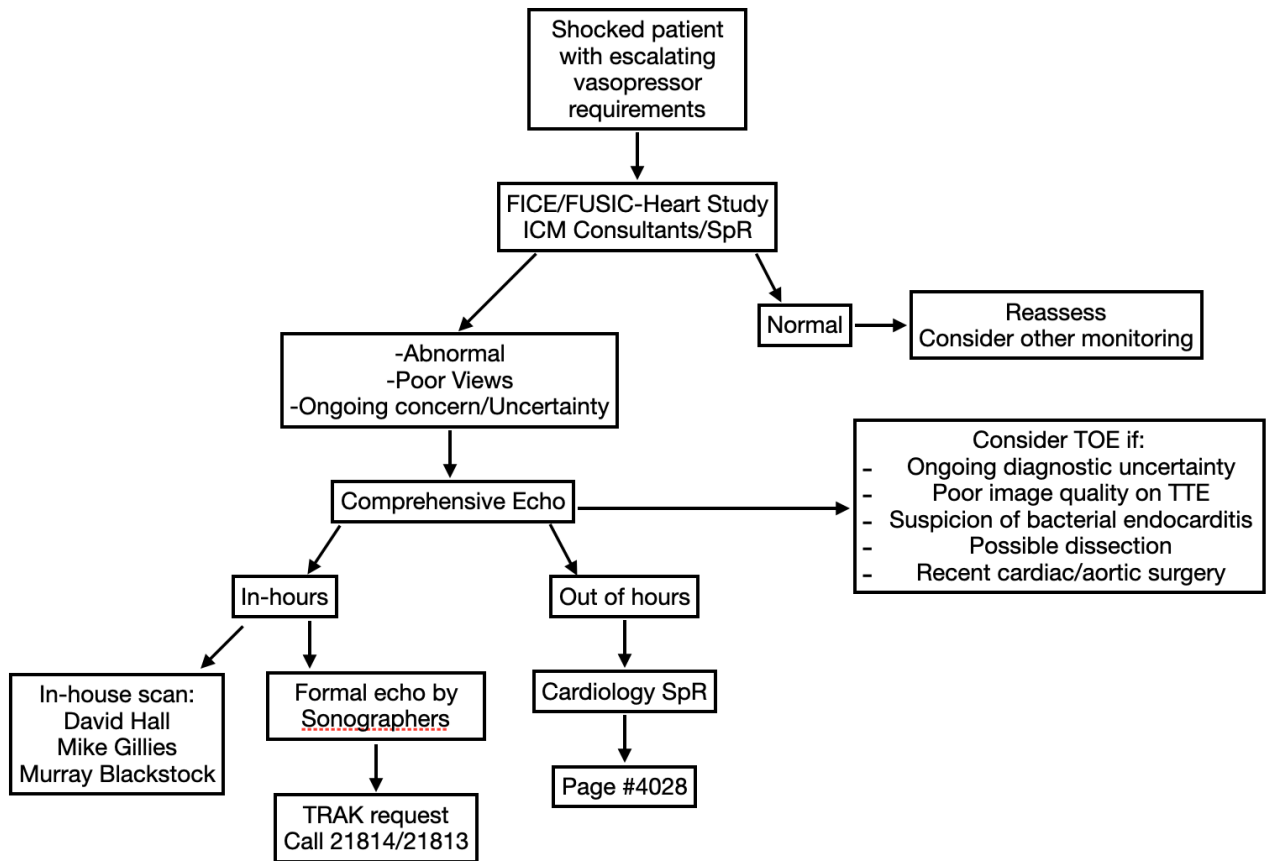 Shocked patient
with escalating
vasopressor
requirements
FICE/FUSIC-Heart Study
ICM Consultants/SpR
Normal
Reassess
Consider other monitoring
-Abnormal
-Poor Views
-Ongoing concern/Uncertainty
Comprehensive Echo
Consider TOE if:
- Ongoing diagnostic uncertainty
- Poor image quality on TTE
- Suspicion of bacterial endocarditis
- Possible dissection
- Recent cardiac/aortic surgery
In-hours
Out of hours
In-house scan:
David Hall
Mike Gillies
Murray Blackstock
Formal echo by
Sonographers
TRAK request
Call 21814/21813
Cardiology SpR
Page #4028